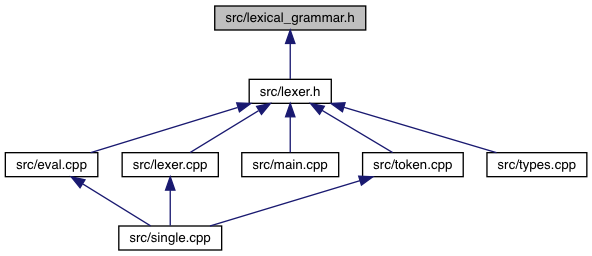 src/lexical_grammar.h
src/lexer.h
src/eval.cpp
src/lexer.cpp
src/main.cpp
src/token.cpp
src/types.cpp
src/single.cpp